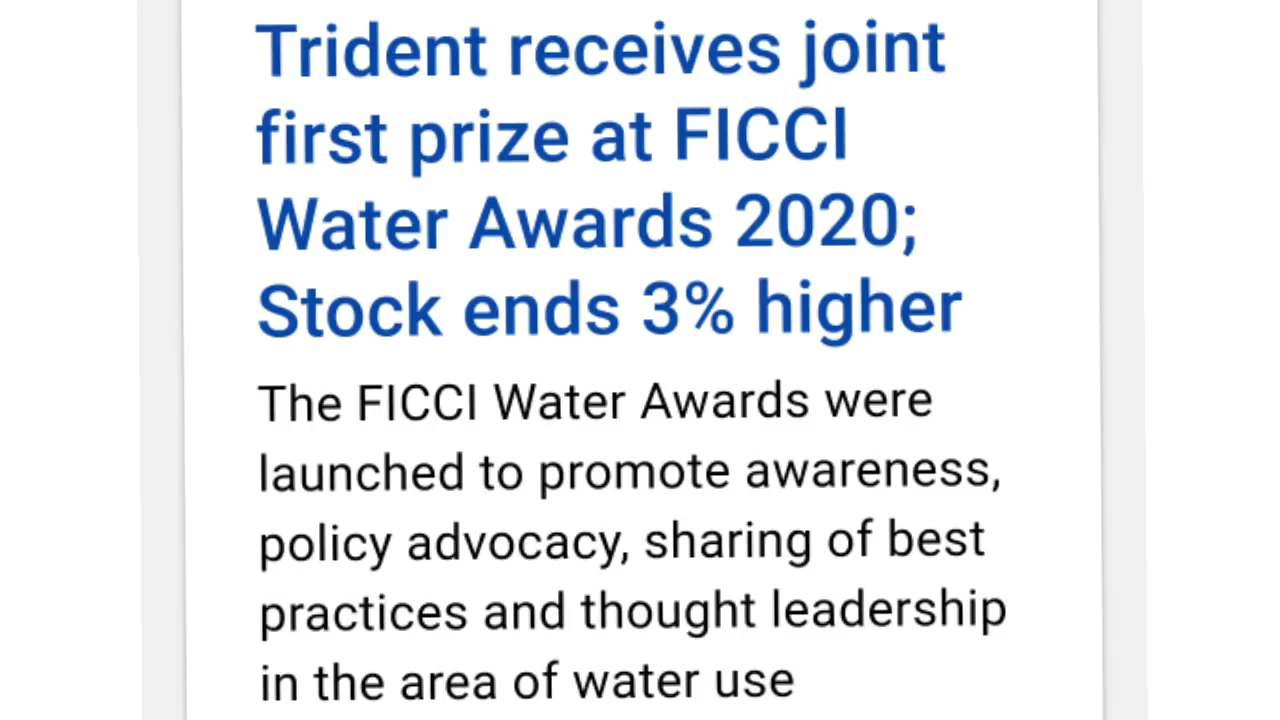 Trident receives joint
first prize at FICCI
Water Awards 2020;
Stock ends 3% higher
The FICCI Water Awards were
launched to promote awareness,
policy advocacy, sharing of best
practices and thought leadership
in the area of water use